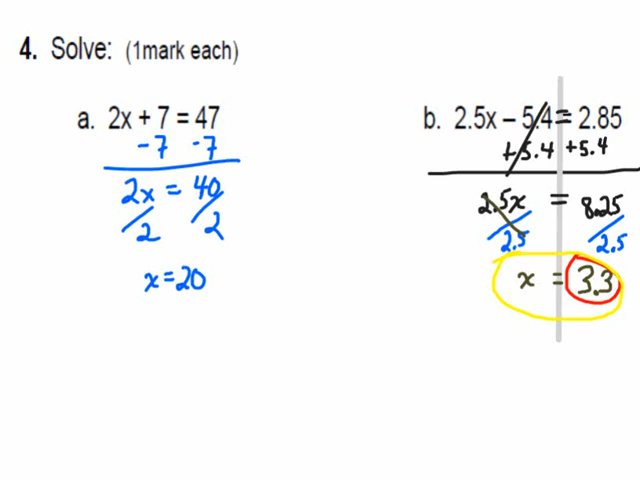 4. Solve: (1mark each)
a. 2x + 7 = 47
-7 -7
2x = 40
/2 /2
x = 20
b. 2.5x – 5.4 = 2.85
+5.4 +5.4
2.5x = 8.25
/2.5 /2.5
x = 3.3